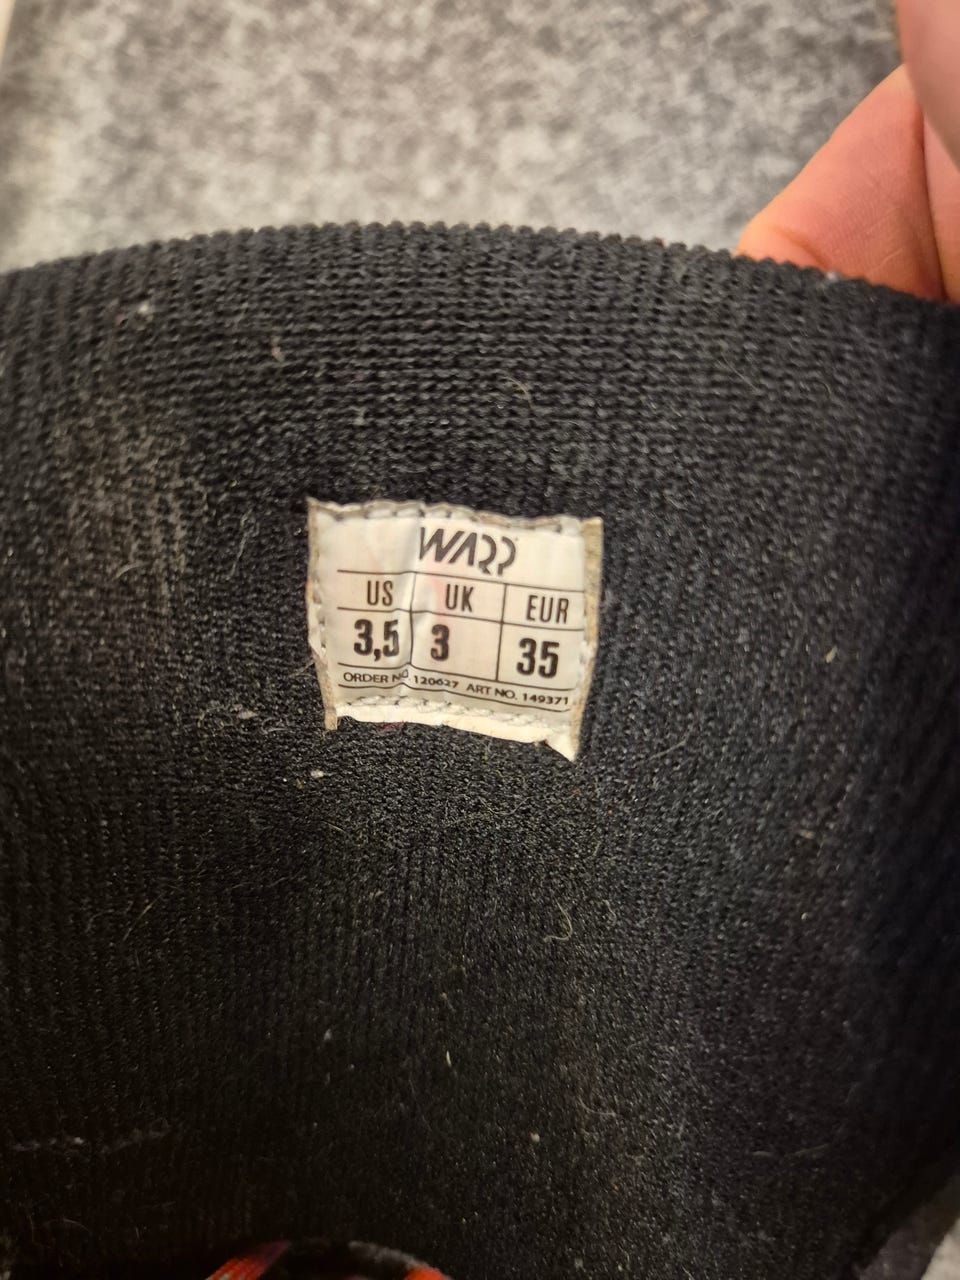 WARP
US UK EUR
3,5 3 35
ORDER NO. 120627 ART NO. 149371